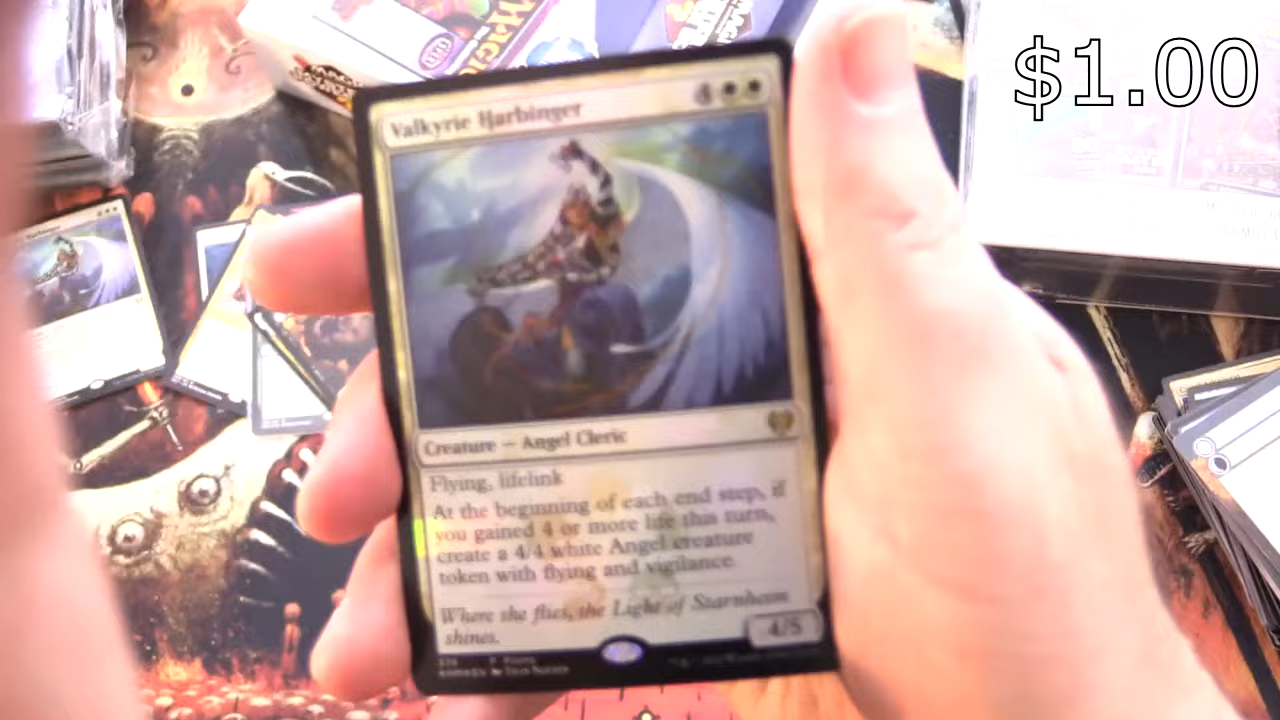 $1.00
Valkyrie Harbinger
4
Creature — Angel Cleric
Flying, lifelink
At the beginning of each end step, if
you gained 4 or more life this turn,
create a 4/4 white Angel creature
token with flying and vigilance.
Where she flies, the Light of Starnheim
shines.
4/5